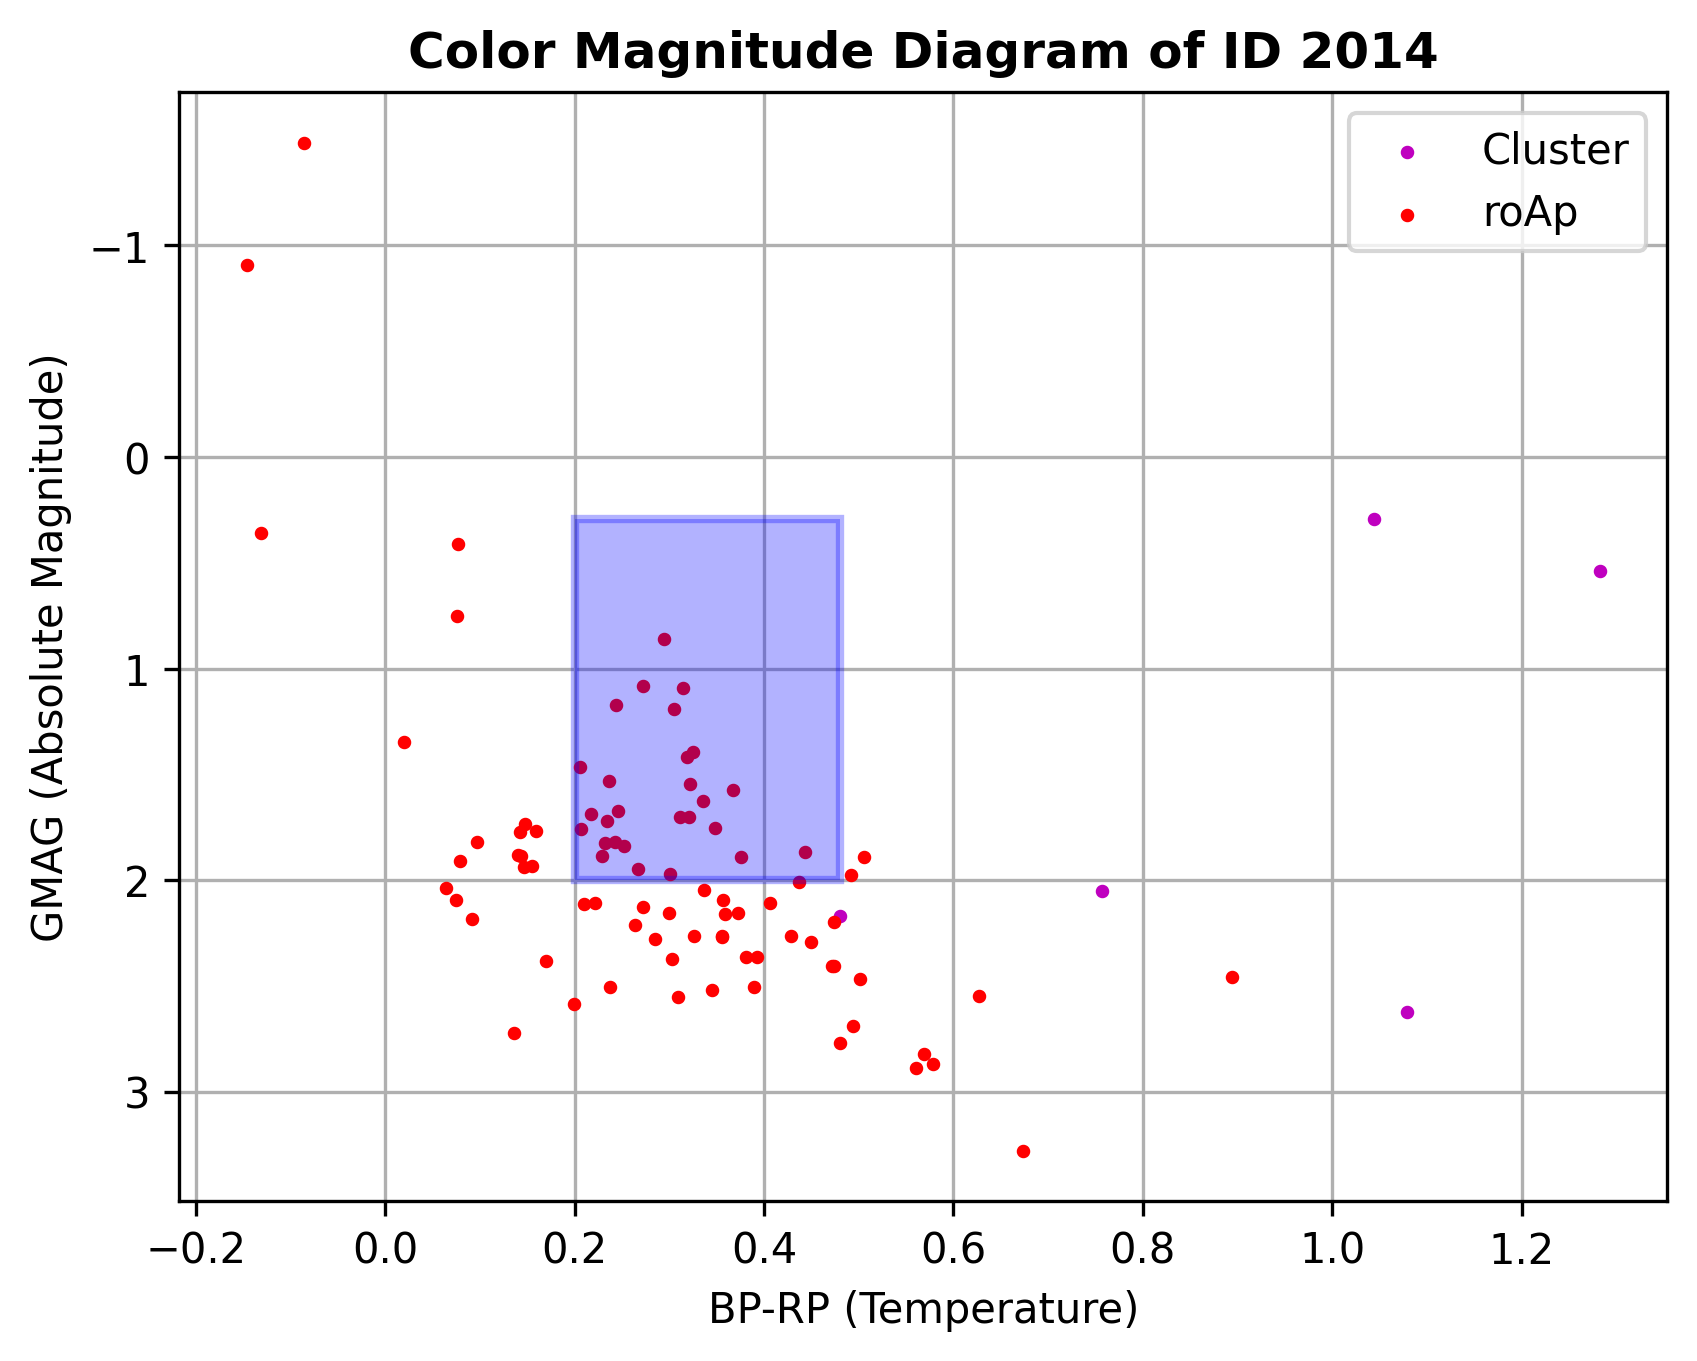 Color Magnitude Diagram of ID 2014
Cluster
roAp
GMAG (Absolute Magnitude)
−1
0
1
2
3
−0.2 0.0 0.2 0.4 0.6 0.8 1.0 1.2
BP-RP (Temperature)